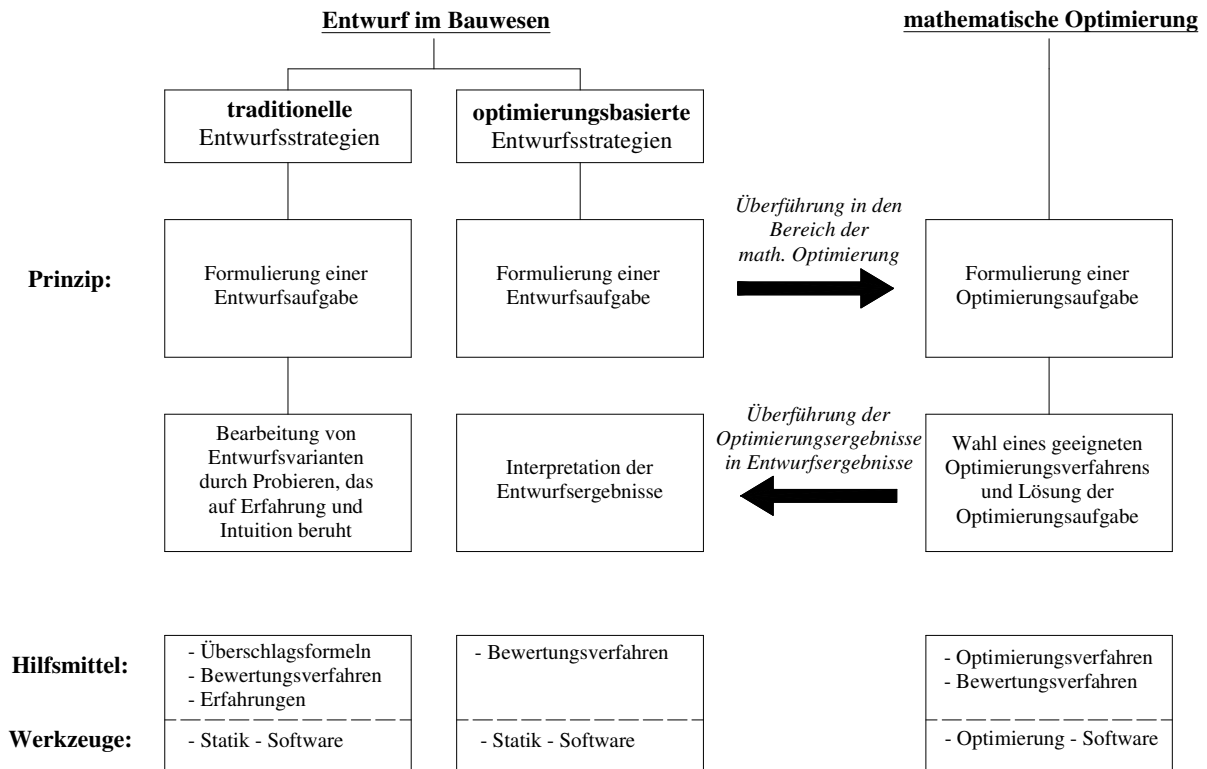 Entwurf im Bauwesen
mathematische Optimierung
traditionelle
Entwurfsstrategien
optimierungsbasierte
Entwurfsstrategien
Prinzip:
Formulierung einer
Entwurfsaufgabe
Formulierung einer
Entwurfsaufgabe
Überführung in den
Bereich der
math. Optimierung
Formulierung einer
Optimierungsaufgabe
Bearbeitung von
Entwurfsvarianten
durch Probieren, das
auf Erfahrung und
Intuition beruht
Interpretation der
Entwurfsergebnisse
Überführung der
Optimierungsergebnisse
in Entwurfsergebnisse
Wahl eines geeigneten
Optimierungsverfahrens
und Lösung der
Optimierungsaufgabe
Hilfsmittel:
- Überschlagsformeln
- Bewertungsverfahren
- Erfahrungen
- Bewertungsverfahren
- Optimierungsverfahren
- Bewertungsverfahren
Werkzeuge:
- Statik - Software
- Statik - Software
- Optimierung - Software